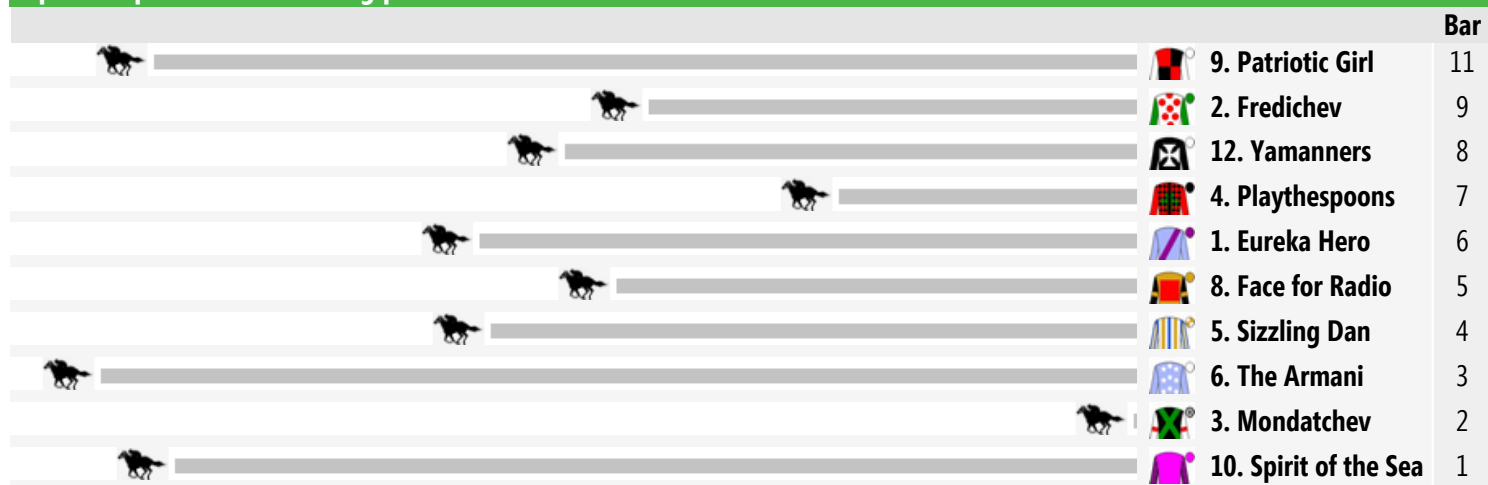 Bar
9. Patriotic Girl 11
2. Fredichev 9
12. Yamanners 8
4. Playthespoons 7
1. Eureka Hero 6
8. Face for Radio 5
5. Sizzling Dan 4
6. The Armani 3
3. Mondatchev 2
10. Spirit of the Sea 1